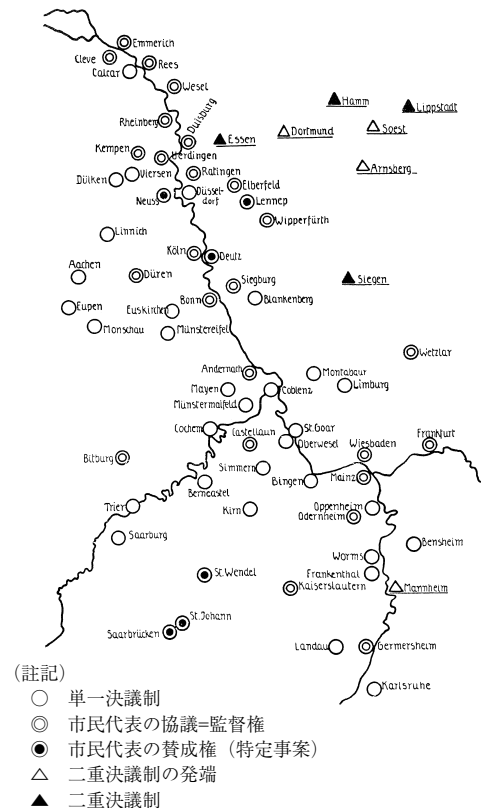 Emmerich
Cleve
Rees
Calcar
Wesel
Hamm
Lippstadt
Rheinberg
Duisburg
Essen
Dortmund
Soest
Kempen
Uerdingen
Arnsberg
Dülken
Viersen
Ratingen
Elberfeld
Neuss
Düssel-
dorf
Lennep
Wipperfürth
Linnich
Köln
Deutz
Aachen
Düren
Siegburg
Siegen
Eupen
Euskirchen
Bonn
Blankenberg
Monschau
Münstereifel
Wetzlar
Andernach
Montabaur
Mayen
Coblenz
Limburg
Münstermaifeld
Cochem
Castellaun
St.Goar
Oberwesel
Wiesbaden
Frankfurt
Bitburg
Simmern
Bingen
Mainz
Berncastel
Trier
Kirn
Oppenheim
Odernheim
Saarburg
Bensheim
Worms
St.Wendel
Frankenthal
Kaiserslautern
Mannheim
St.Johann
Saarbrücken
Landau
Germersheim
Karlsruhe
(註記)
○ 単一決議制
◎ 市民代表の協議=監督権
◉ 市民代表の賛成権(特定事案)
△ 二重決議制の発端
▲ 二重決議制